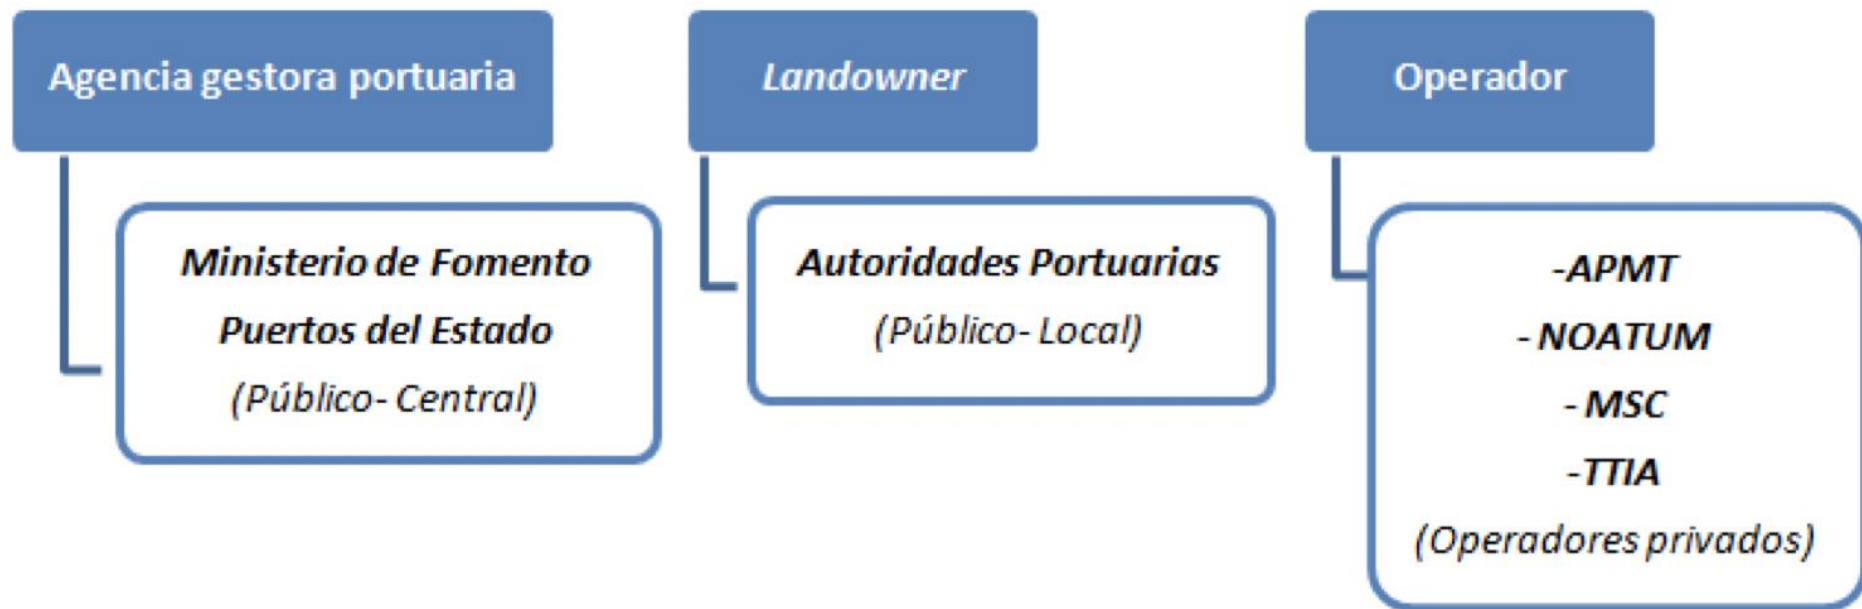 Agencia gestora portuaria
Ministerio de Fomento
Puertos del Estado
(Público- Central)
Landowner
Autoridades Portuarias
(Público- Local)
Operador
-APMT
- NOATUM
- MSC
-TTIA
(Operadores privados)